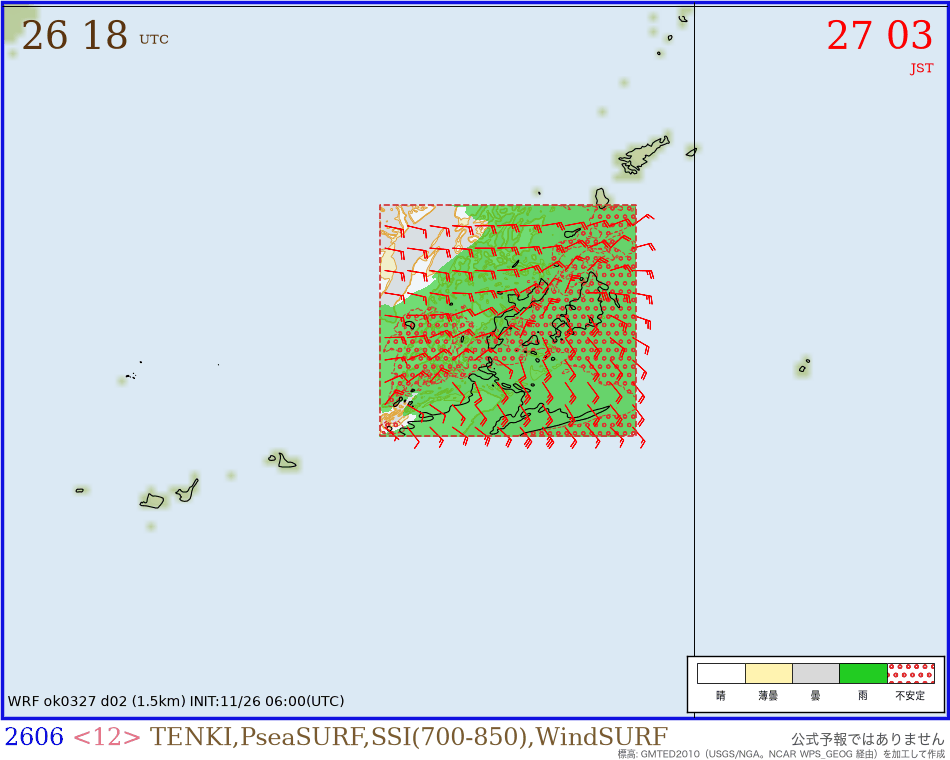 26 18 UTC
27 03
JST
晴 薄曇 曇 雨 不安定
WRF ok0327 d02 (1.5km) INIT:11/26 06:00(UTC)
2606 <12> TENKI,PseaSURF,SSI(700-850),WindSURF
公式予報ではありません
標高: GMTED2010（USGS/NGA。NCAR WPS_GEOG 経由）を加工して作成